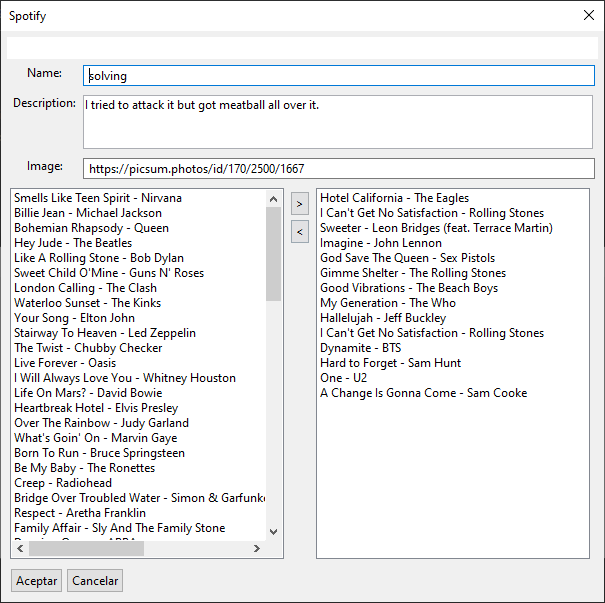 Spotify
Name:
solving
Description:
I tried to attack it but got meatball all over it.
Image:
https://picsum.photos/id/170/2500/1667
Smells Like Teen Spirit - Nirvana
Billie Jean - Michael Jackson
Bohemian Rhapsody - Queen
Hey Jude - The Beatles
Like A Rolling Stone - Bob Dylan
Sweet Child O'Mine - Guns N' Roses
London Calling - The Clash
Waterloo Sunset - The Kinks
Your Song - Elton John
Stairway To Heaven - Led Zeppelin
The Twist - Chubby Checker
Live Forever - Oasis
I Will Always Love You - Whitney Houston
Life On Mars? - David Bowie
Heartbreak Hotel - Elvis Presley
Over The Rainbow - Judy Garland
What's Goin' On - Marvin Gaye
Born To Run - Bruce Springsteen
Be My Baby - The Ronettes
Creep - Radiohead
Bridge Over Troubled Water - Simon & Garfunke
Respect - Aretha Franklin
Family Affair - Sly And The Family Stone
>
<
Hotel California - The Eagles
I Can't Get No Satisfaction - Rolling Stones
Sweeter - Leon Bridges (feat. Terrace Martin)
Imagine - John Lennon
God Save The Queen - Sex Pistols
Gimme Shelter - The Rolling Stones
Good Vibrations - The Beach Boys
My Generation - The Who
Hallelujah - Jeff Buckley
I Can't Get No Satisfaction - Rolling Stones
Dynamite - BTS
Hard to Forget - Sam Hunt
One - U2
A Change Is Gonna Come - Sam Cooke
Aceptar
Cancelar